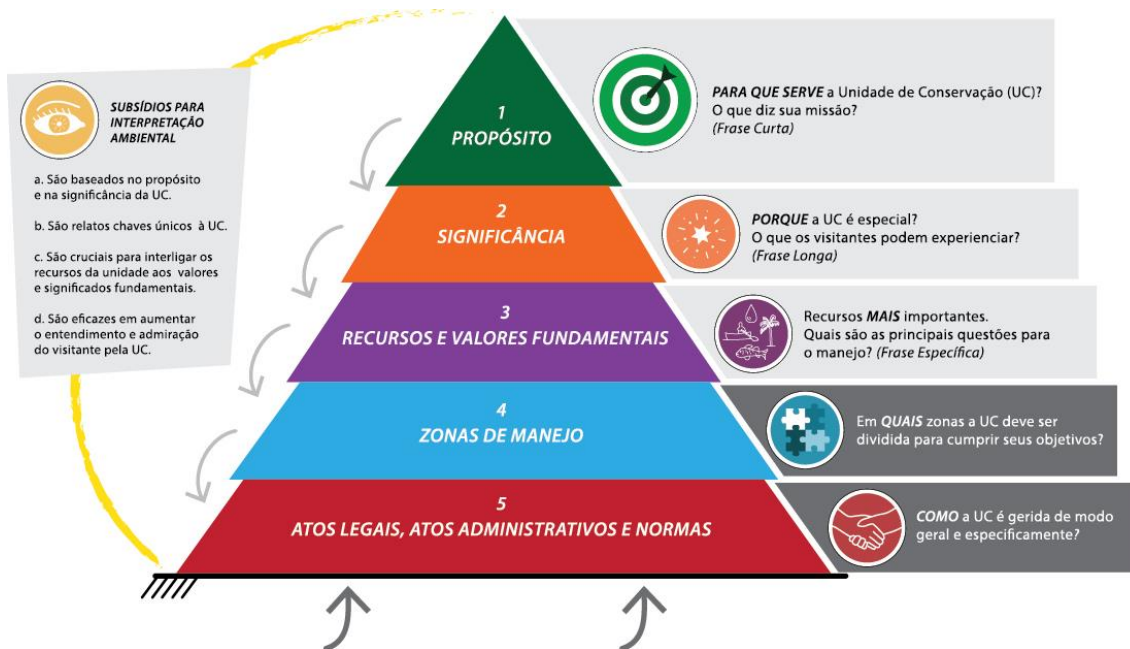 SUBSÍDIOS PARA
INTERPRETAÇÃO
AMBIENTAL
a. São baseados no propósito
e na significância da UC.
b. São relatos chaves únicos à UC.
c. São cruciais para interligar os
recursos da unidade aos valores
e significados fundamentais.
d. São eficazes em aumentar
o entendimento e admiração
do visitante pela UC.
1
PROPÓSITO
PARA QUE SERVE a Unidade de Conservação (UC)?
O que diz sua missão?
(Frase Curta)
2
SIGNIFICÂNCIA
PORQUE a UC é especial?
O que os visitantes podem experienciar?
(Frase Longa)
3
RECURSOS E VALORES FUNDAMENTAIS
Recursos MAIS importantes.
Quais são as principais questões para
o manejo? (Frase Específica)
4
ZONAS DE MANEJO
Em QUAIS zonas a UC deve ser
dividida para cumprir seus objetivos?
5
ATOS LEGAIS, ATOS ADMINISTRATIVOS E NORMAS
COMO a UC é gerida de modo
geral e especificamente?